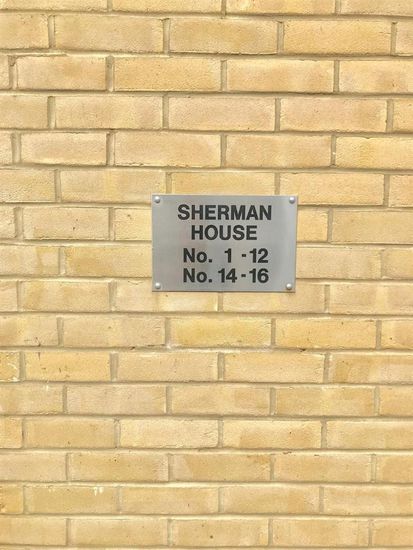 SHERMAN
HOUSE
No. 1 - 12
No. 14 - 16